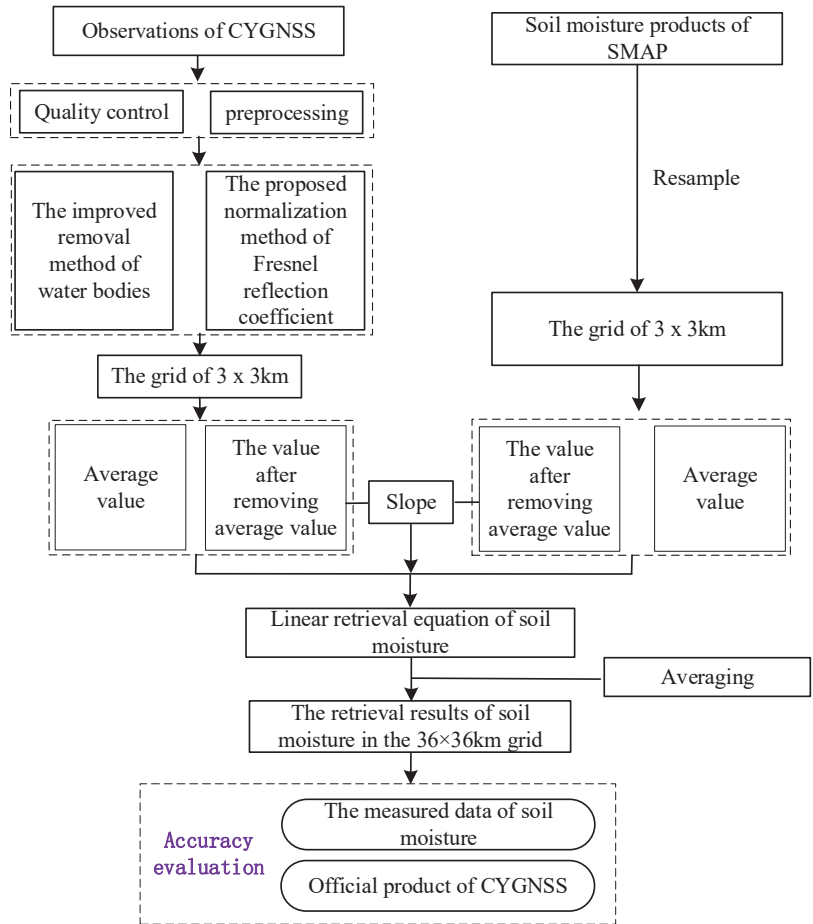 Observations of CYGNSS
Soil moisture products of
SMAP
Quality control
preprocessing
Resample
The improved
removal
method of
water bodies
The proposed
normalization
method of
Fresnel
reflection
coefficient
The grid of 3 x 3km
The grid of 3 x 3km
Average
value
The value
after
removing
average value
Slope
The value
after
removing
average value
Average
value
Linear retrieval equation of soil
moisture
Averaging
The retrieval results of soil
moisture in the 36×36km grid
Accuracy
evaluation
The measured data of soil
moisture
Official product of CYGNSS